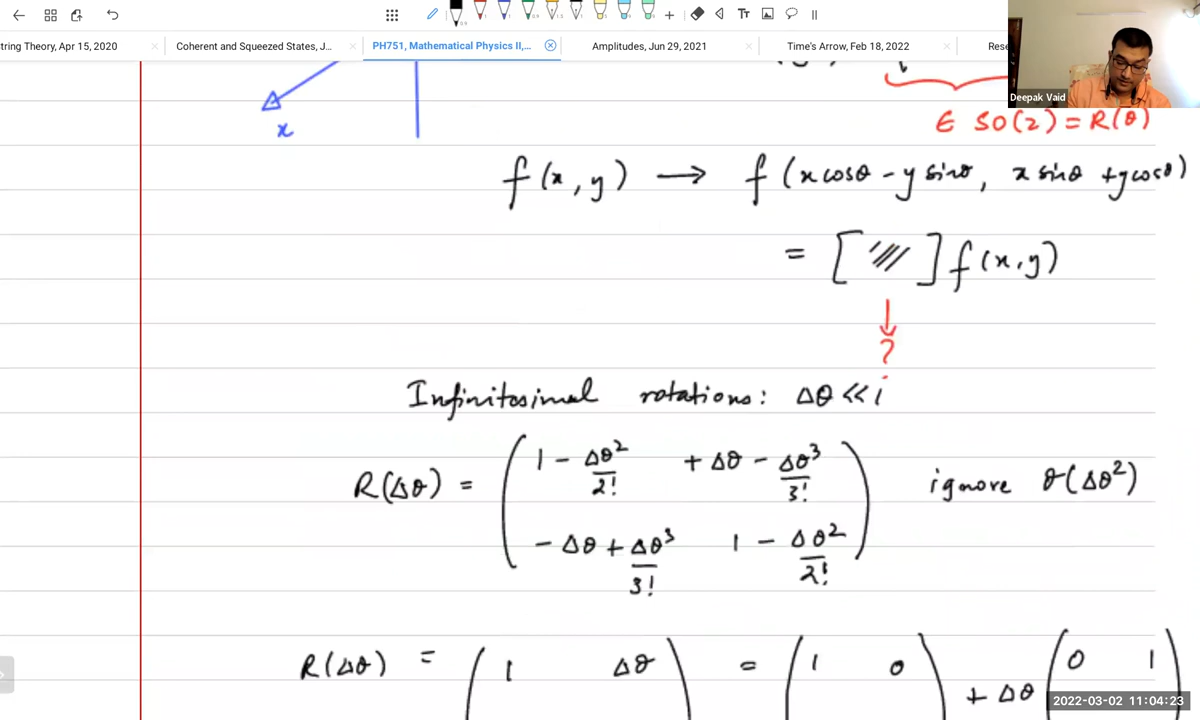 tring Theory, Apr 15, 2020 × Coherent and Squeezed States, J... × PH751, Mathematical Physics II,... Amplitudes, Jun 29, 2021 × Time's Arrow, Feb 18, 2022 × Rese
Deepak Vaid
x
∈ SO(2) = R(θ)
f(x, y) → f(x cosθ - y sinθ, x sinθ + y cosθ)
= [ ] f(x, y)
?
Infinitosimal rotations: Δθ << 1
R(Δθ) = ( 1 - Δθ²/2! + Δθ - Δθ³/3! ) ignore O(Δθ²)
( - Δθ + Δθ³/3! 1 - Δθ²/2! )
R(Δθ) = ( 1 Δθ ) = ( 1 0 ) + Δθ ( 0 1 )
2022-03-02 11:04:23